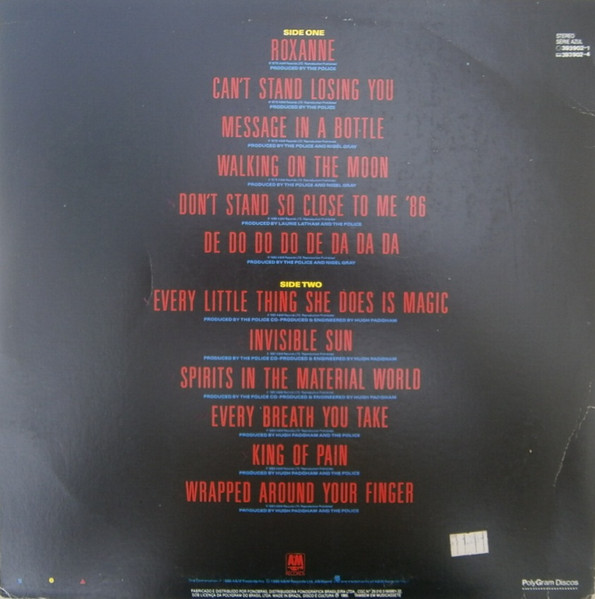 SIDE ONE
ROXANNE
PRODUCED BY THE POLICE
CAN'T STAND LOSING YOU
PRODUCED BY THE POLICE
MESSAGE IN A BOTTLE
PRODUCED BY THE POLICE AND NIGEL GRAY
WALKING ON THE MOON
PRODUCED BY THE POLICE AND NIGEL GRAY
DON'T STAND SO CLOSE TO ME '86
PRODUCED BY LAURIE LATHAM AND THE POLICE
DE DO DO DO DE DA DA DA
PRODUCED BY THE POLICE AND NIGEL GRAY
SIDE TWO
EVERY LITTLE THING SHE DOES IS MAGIC
PRODUCED BY THE POLICE CO-PRODUCED & ENGINEERED BY HUGH PADGHAM
INVISIBLE SUN
PRODUCED BY THE POLICE CO-PRODUCED & ENGINEERED BY HUGH PADGHAM
SPIRITS IN THE MATERIAL WORLD
PRODUCED BY THE POLICE CO-PRODUCED & ENGINEERED BY HUGH PADGHAM
EVERY BREATH YOU TAKE
PRODUCED BY HUGH PADGHAM AND THE POLICE
KING OF PAIN
PRODUCED BY HUGH PADGHAM AND THE POLICE
WRAPPED AROUND YOUR FINGER
PRODUCED BY HUGH PADGHAM AND THE POLICE
STEREO
SÉRIE AZUL
393902-1
393902-4
A&M
RECORDS
PolyGram Discos